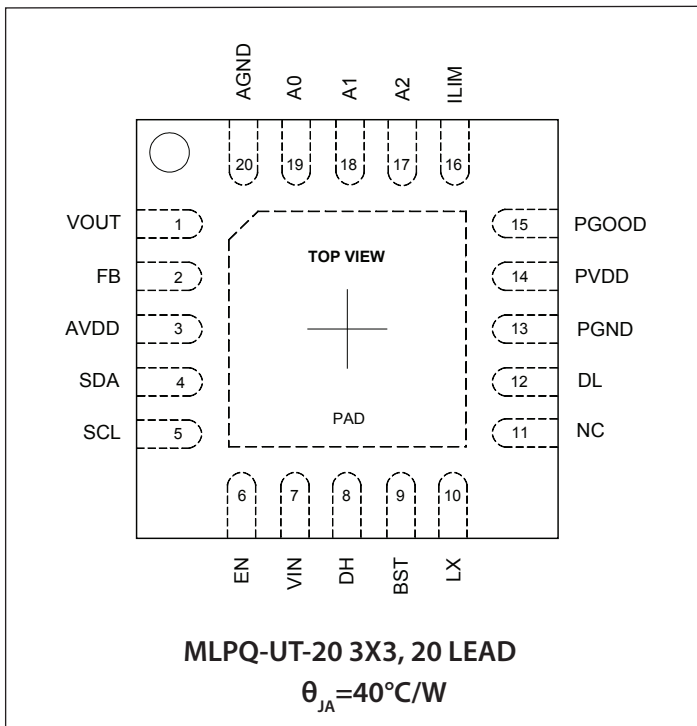 AGND A0 A1 A2 ILIM
20 19 18 17 16
VOUT 1 15 PGOOD
FB 2 14 PVDD
AVDD 3 13 PGND
SDA 4 12 DL
SCL 5 11 NC
TOP VIEW
PAD
6 7 8 9 10
EN VIN DH BST LX
MLPQ-UT-20 3X3, 20 LEAD
θJA=40°C/W